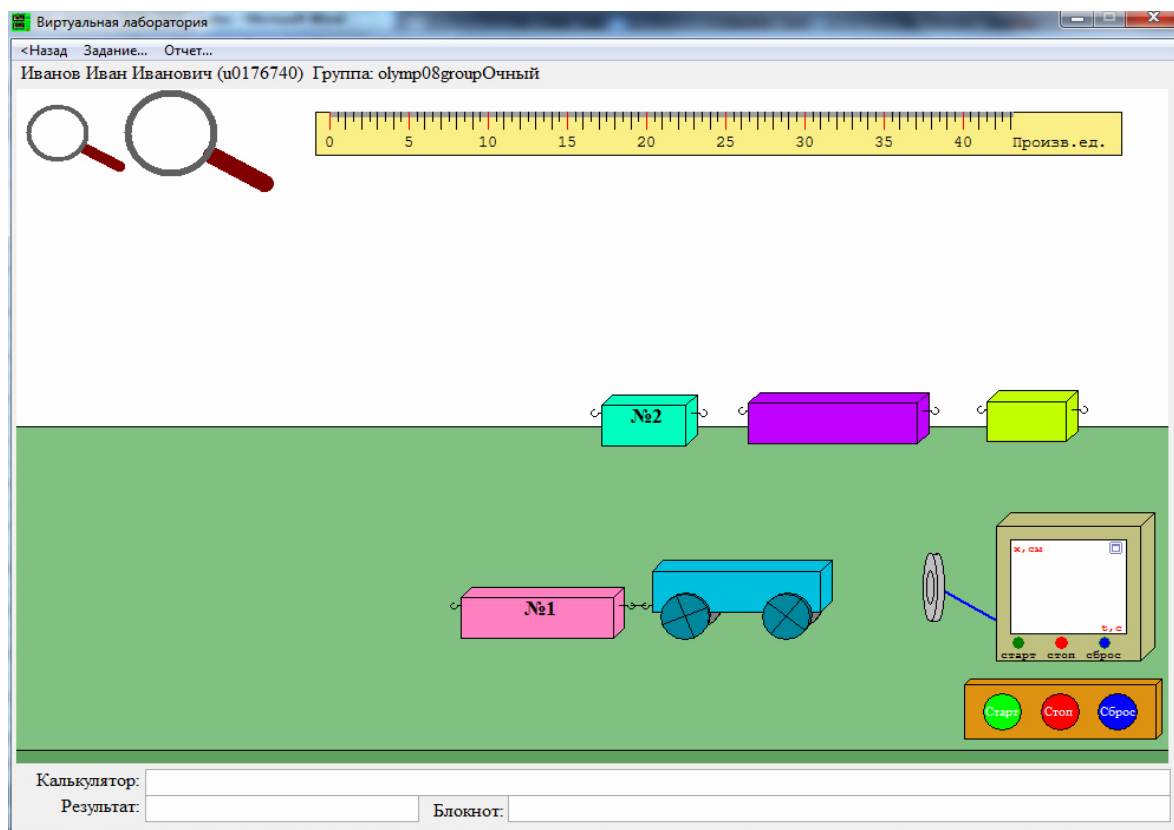 Виртуальная лаборатория
<Назад Задание... Отчет...
Иванов Иван Иванович (u0176740) Группа: olymp08groupОчный
0 5 10 15 20 25 30 35 40 Произв.ед.
№2
№1
x,см
t,с
старт стоп сброс
Старт Стоп Сброс
Калькулятор:
Результат: Блокнот: